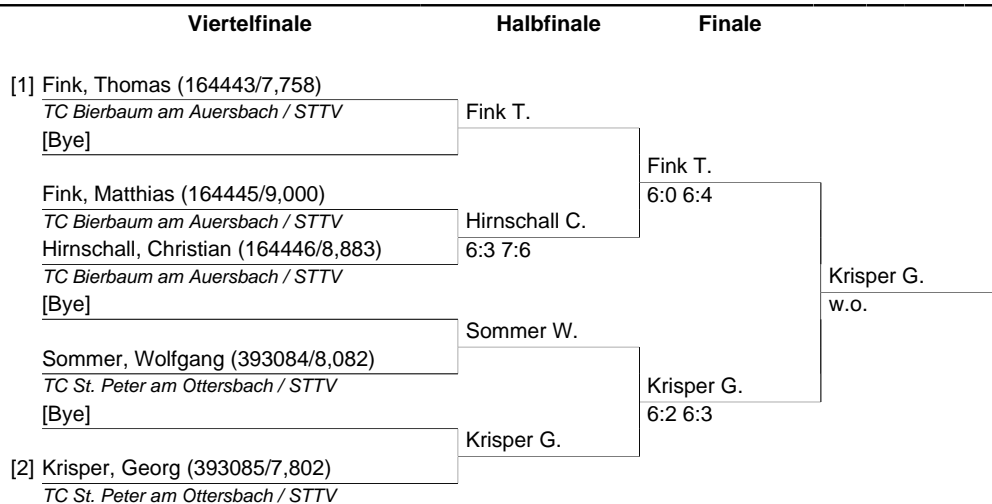 Viertelfinale Halbfinale Finale
[1] Fink, Thomas (164443/7,758)
TC Bierbaum am Auersbach / STTV Fink T.
[Bye]
Fink T.
Fink, Matthias (164445/9,000) 6:0 6:4
TC Bierbaum am Auersbach / STTV Hirnschall C.
Hirnschall, Christian (164446/8,883) 6:3 7:6
TC Bierbaum am Auersbach / STTV Krisper G.
[Bye] w.o.
Sommer W.
Sommer, Wolfgang (393084/8,082)
TC St. Peter am Ottersbach / STTV Krisper G.
[Bye] 6:2 6:3
Krisper G.
[2] Krisper, Georg (393085/7,802)
TC St. Peter am Ottersbach / STTV